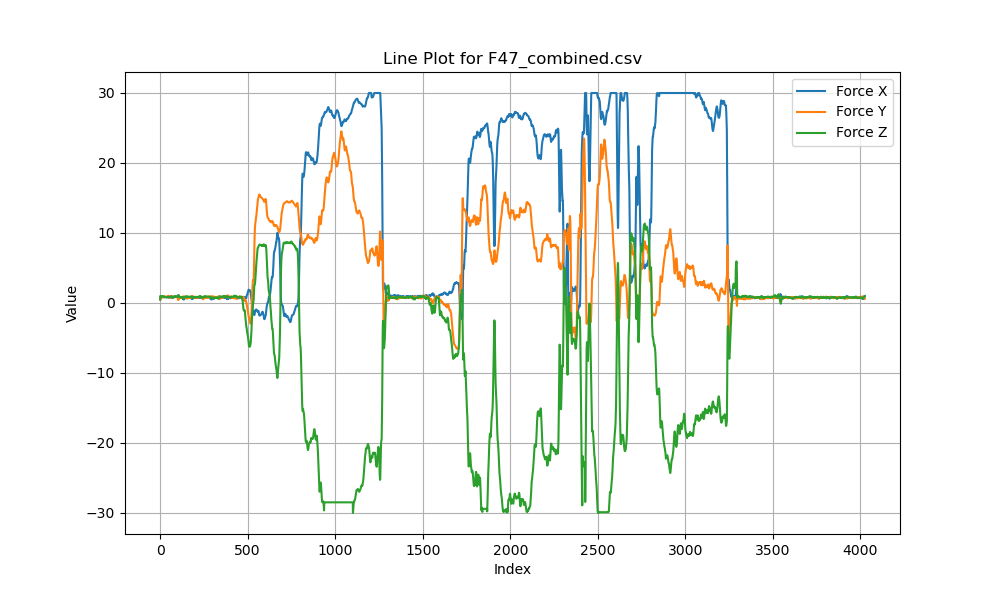 Line Plot for F47_combined.csv
Force X
Force Y
Force Z
30
20
10
0
−10
−20
−30
Value
0 500 1000 1500 2000 2500 3000 3500 4000
Index